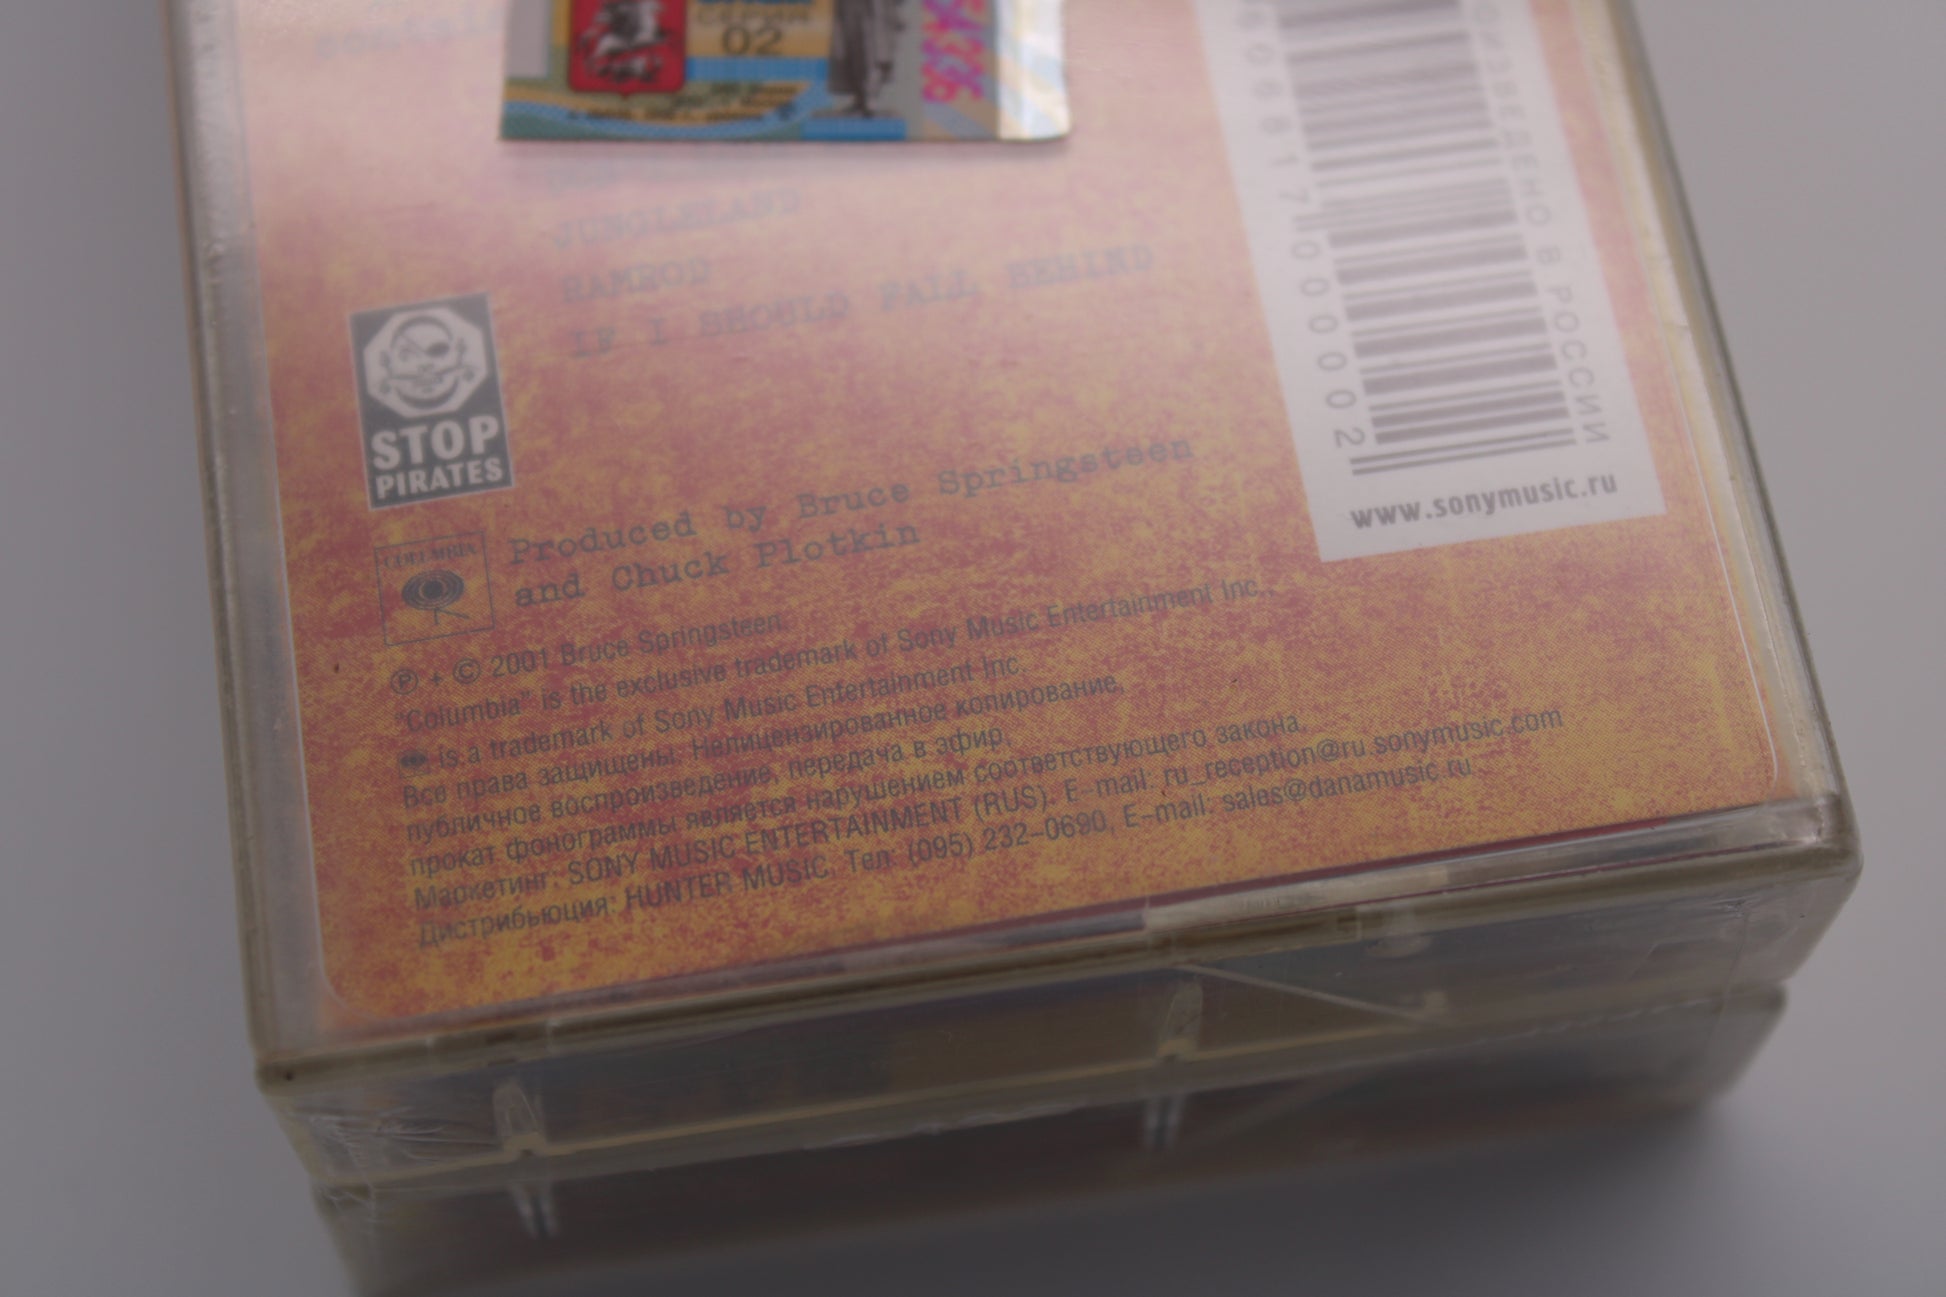 СЕРИЯ
02
JUNGLELAND
RAMROD
IF I SHOULD FALL BEHIND
STOP
PIRATES
COLUMBIA
Produced by Bruce Springsteen
and Chuck Plotkin
℗ + © 2001 Bruce Springsteen.
"Columbia" is the exclusive trademark of Sony Music Entertainment Inc.,
is a trademark of Sony Music Entertainment Inc.
Все права защищены. Нелицензированное копирование,
публичное воспроизведение, передача в эфир,
прокат фонограммы является нарушением соответствующего закона.
Маркетинг: SONY MUSIC ENTERTAINMENT (RUS). E-mail: ru_reception@ru.sonymusic.com
Дистрибьюция: HUNTER MUSIC. Тел: (095) 232-0690, E-mail: sales@danamusic.ru
В РОССИИ
www.sonymusic.ru